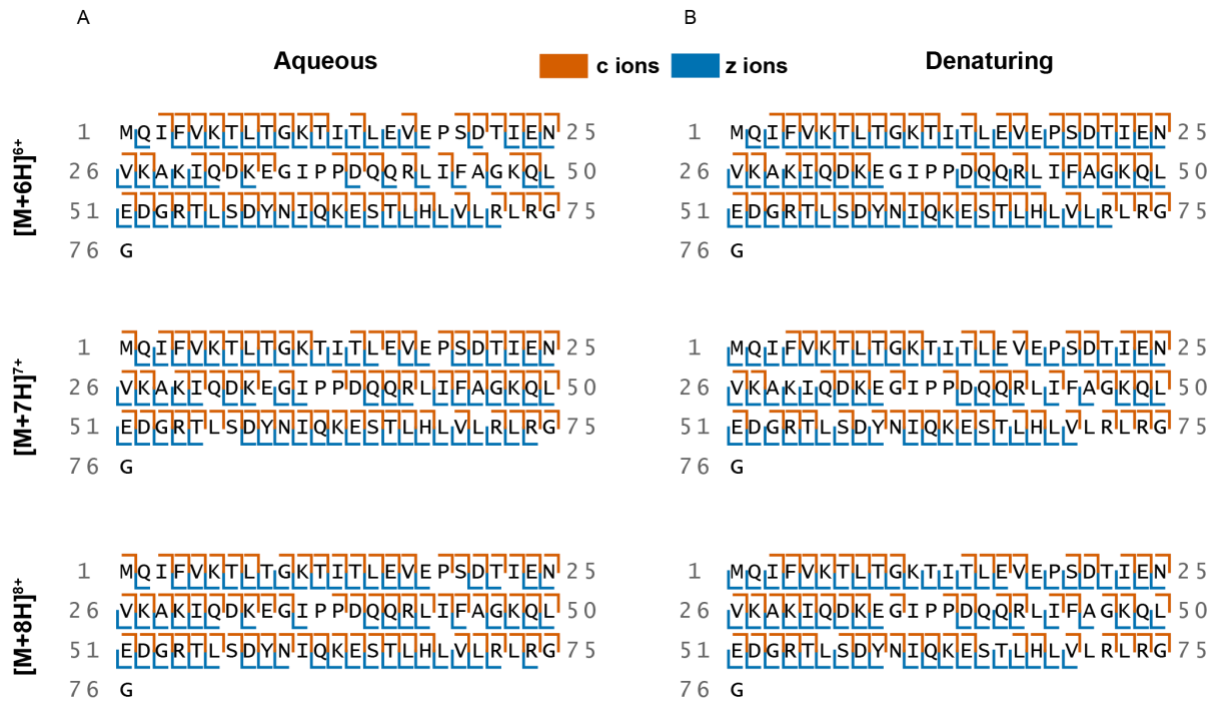 A B
Aqueous c ions z ions Denaturing
[M+6H]6+
1 MQIFVKTLTGKTITLEVEPSDTIEN 25 1 MQIFVKTLTGKTITLEVEPSDTIEN 25
26 VKAKIQDKEGIPPDQQRLIFAGKQL 50 26 VKAKIQDKEGIPPDQQRLIFAGKQL 50
51 EDGRTLSDYNIQKESTLHLVLRLRG 75 51 EDGRTLSDYNIQKESTLHLVLRLRG 75
76 G 76 G
[M+7H]7+
1 MQIFVKTLTGKTITLEVEPSDTIEN 25 1 MQIFVKTLTGKTITLEVEPSDTIEN 25
26 VKAKIQDKEGIPPDQQRLIFAGKQL 50 26 VKAKIQDKEGIPPDQQRLIFAGKQL 50
51 EDGRTLSDYNIQKESTLHLVLRLRG 75 51 EDGRTLSDYNIQKESTLHLVLRLRG 75
76 G 76 G
[M+8H]8+
1 MQIFVKTLTGKTITLEVEPSDTIEN 25 1 MQIFVKTLTGKTITLEVEPSDTIEN 25
26 VKAKIQDKEGIPPDQQRLIFAGKQL 50 26 VKAKIQDKEGIPPDQQRLIFAGKQL 50
51 EDGRTLSDYNIQKESTLHLVLRLRG 75 51 EDGRTLSDYNIQKESTLHLVLRLRG 75
76 G 76 G